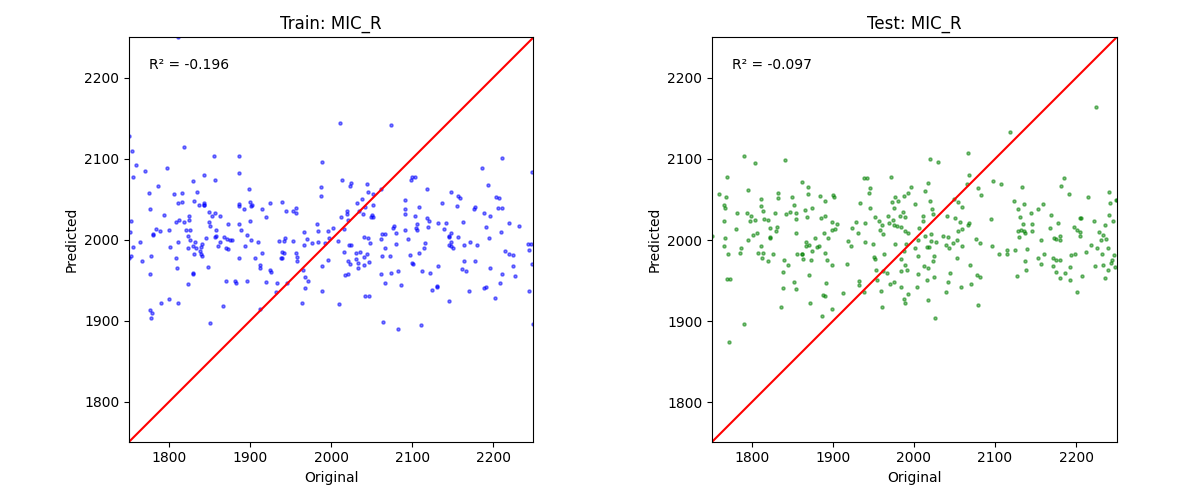 Train: MIC_R
R² = -0.196
2200
2100
2000
1900
1800
Predicted
1800 1900 2000 2100 2200
Original
Test: MIC_R
R² = -0.097
2200
2100
2000
1900
1800
Predicted
1800 1900 2000 2100 2200
Original